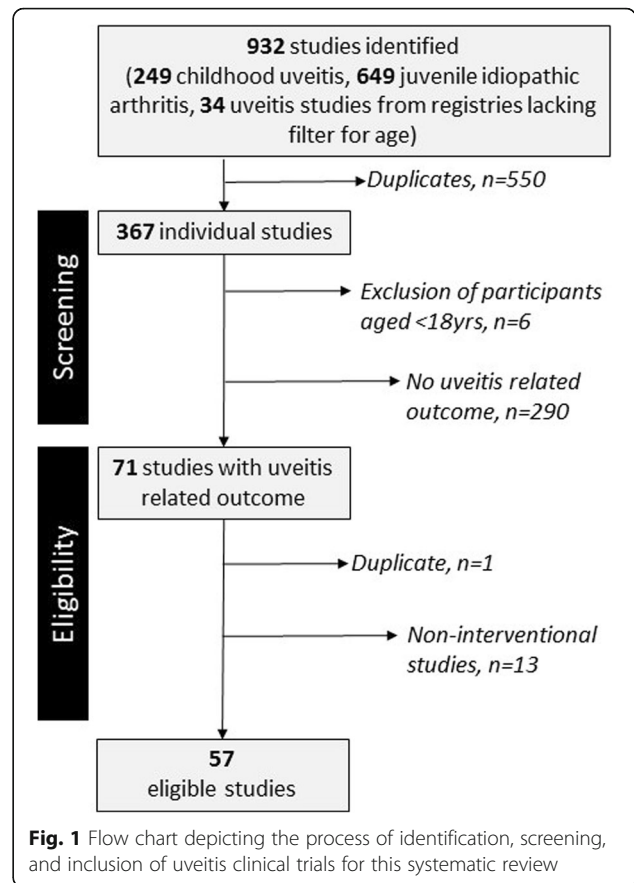 932 studies identified
(249 childhood uveitis, 649 juvenile idiopathic
arthritis, 34 uveitis studies from registries lacking
filter for age)
Duplicates, n=550
Screening
367 individual studies
Exclusion of participants
aged <18yrs, n=6
No uveitis related
outcome, n=290
Eligibility
71 studies with uveitis
related outcome
Duplicate, n=1
Non-interventional
studies, n=13
57
eligible studies
Fig. 1 Flow chart depicting the process of identification, screening,
and inclusion of uveitis clinical trials for this systematic review